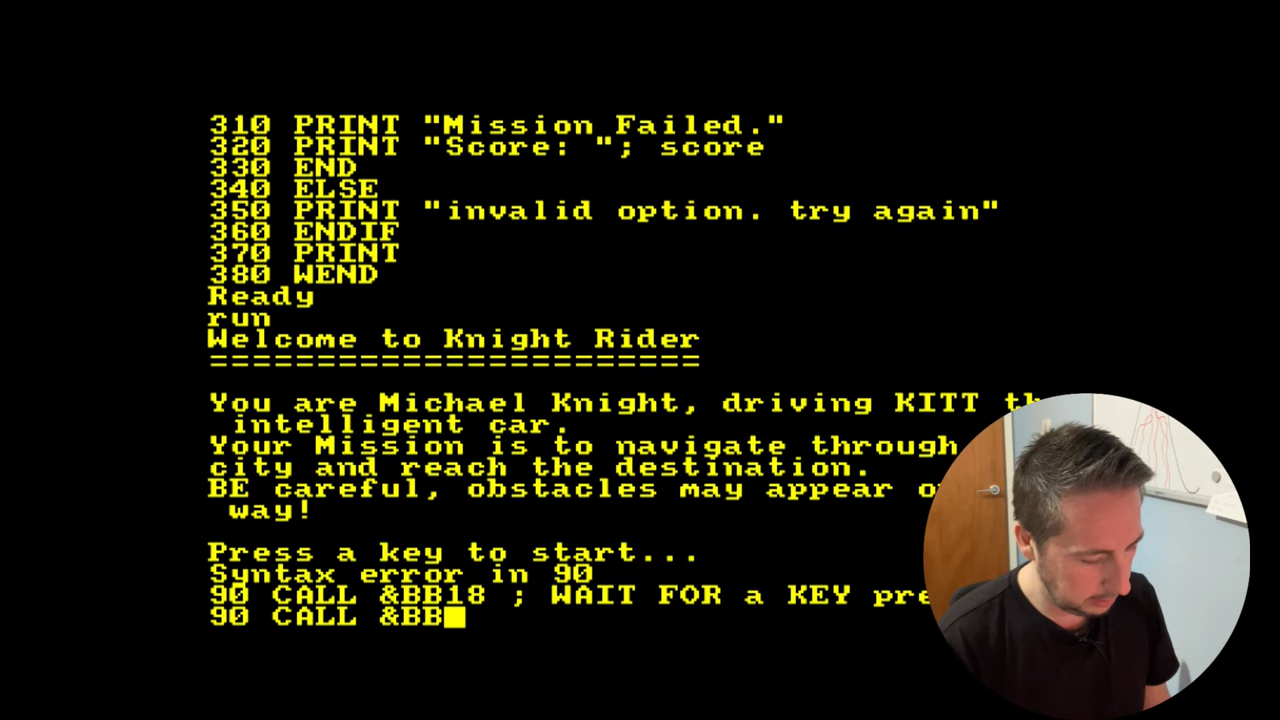 310 PRINT "Mission Failed."
320 PRINT "Score: "; score
330 END
340 ELSE
350 PRINT "invalid option. try again"
360 ENDIF
370 PRINT
380 WEND
Ready
run
Welcome to Knight Rider
=======================
You are Michael Knight, driving KITT
intelligent car.
Your Mission is to navigate through
city and reach the destination.
BE careful, obstacles may appear
way!
Press a key to start...
Syntax error in 90
90 CALL &BB18 ; WAIT FOR a KEY
90 CALL &BB